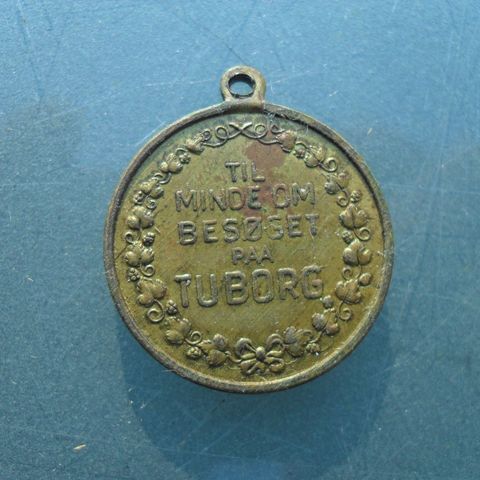 TIL
MINDE OM
BESØGET
PAA
TUBORG